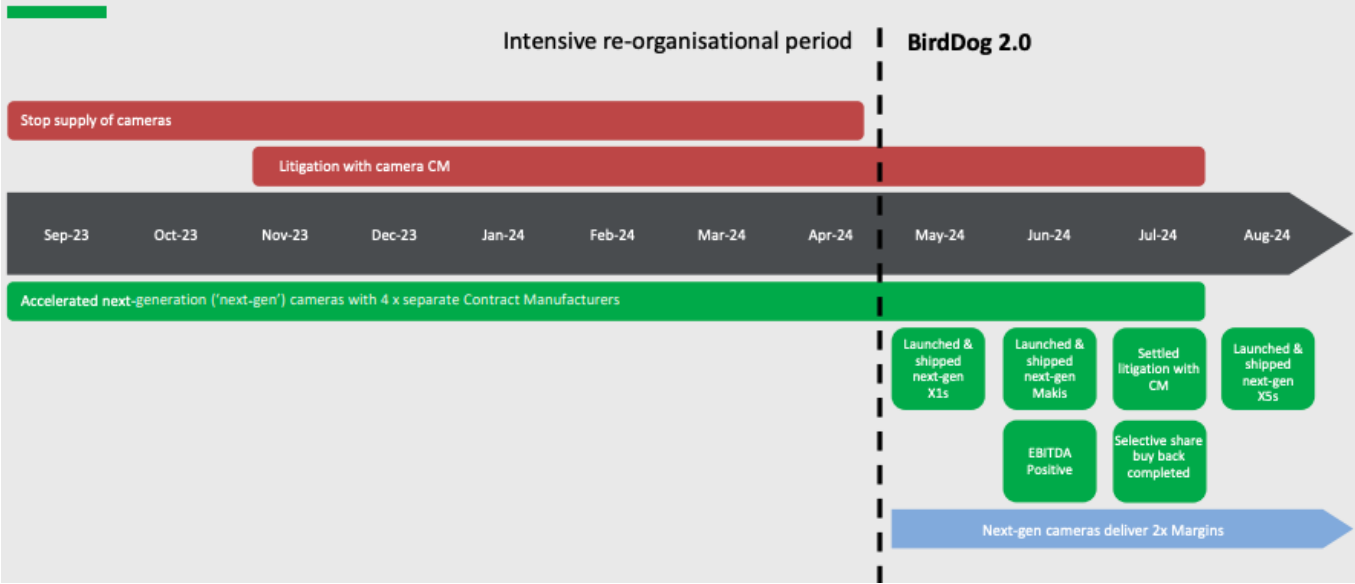 Intensive re-organisational period
BirdDog 2.0
Stop supply of cameras
Litigation with camera CM
Sep-23
Oct-23
Nov-23
Dec-23
Jan-24
Feb-24
Mar-24
Apr-24
May-24
Jun-24
Jul-24
Aug-24
Accelerated next-generation (‘next-gen’) cameras with 4 x separate Contract Manufacturers
Launched &
shipped
next-gen
X1s
Launched &
shipped
next-gen
Makis
Settled
litigation with
CM
Launched &
shipped
next-gen
X5s
EBITDA
Positive
Selective share
buy back
completed
Next-gen cameras deliver 2x Margins